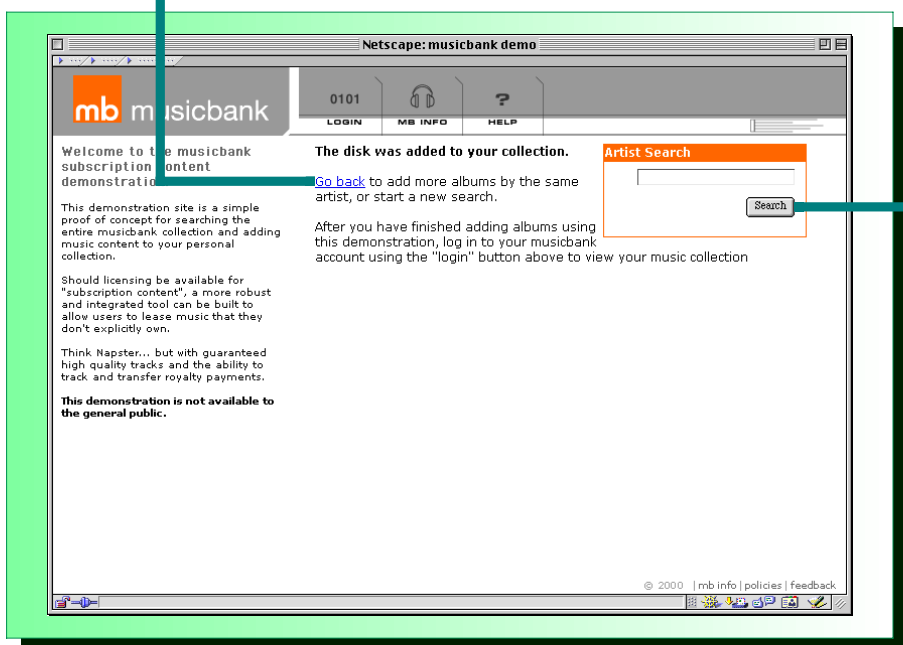 Netscape: musicbank demo
mb musicbank
0101
?
LOGIN
MB INFO
HELP
Welcome to the musicbank
subscription content
demonstratio
This demonstration site is a simple
proof of concept for searching the
entire musicbank collection and adding
music content to your personal
collection.
Should licensing be available for
"subscription content", a more robust
and integrated tool can be built to
allow users to lease music that they
don't explicitly own.
Think Napster... but with guaranteed
high quality tracks and the ability to
track and transfer royalty payments.
This demonstration is not available to
the general public.
The disk was added to your collection.
Go back to add more albums by the same
artist, or start a new search.
After you have finished adding albums using
this demonstration, log in to your musicbank
account using the "login" button above to view your music collection
Artist Search
Search
© 2000 | mb info | policies | feedback